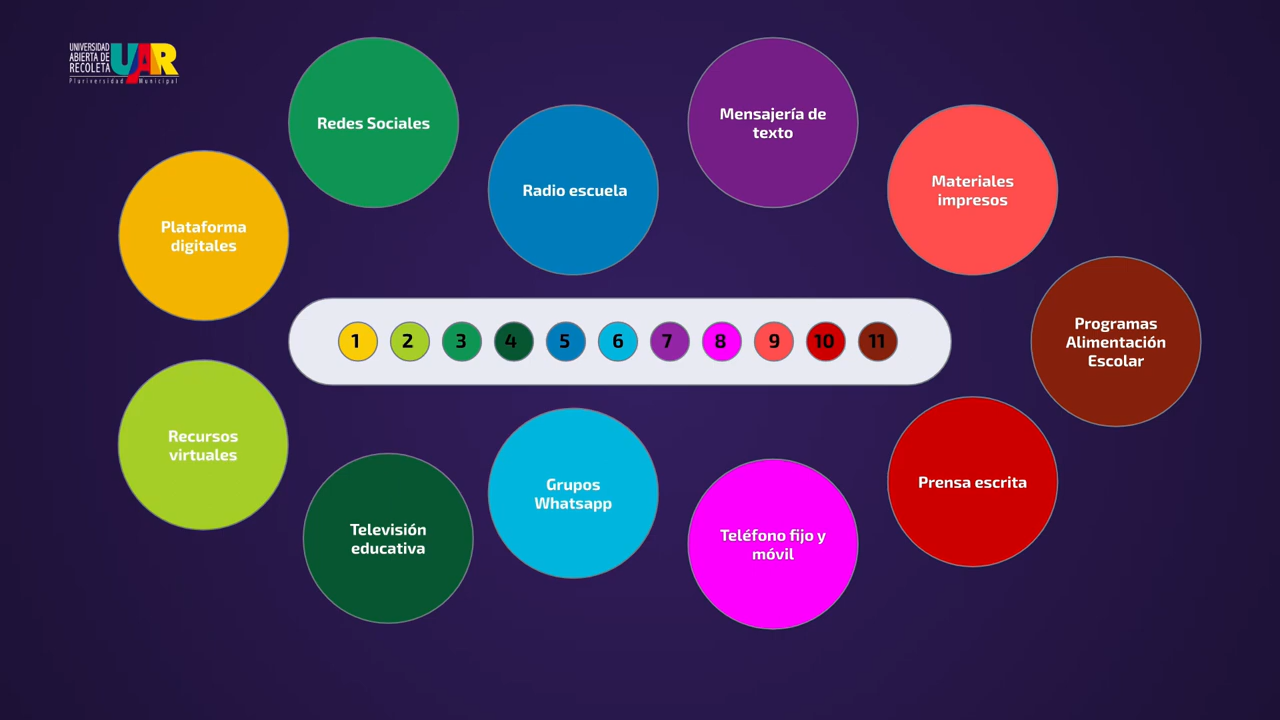 UNIVERSIDAD
ABIERTA DE
RECOLETA
UAR
Pluriversidad Municipal
Redes Sociales
Mensajería de
texto
Radio escuela
Materiales
impresos
Plataforma
digitales
Programas
Alimentación
Escolar
1 2 3 4 5 6 7 8 9 10 11
Recursos
virtuales
Televisión
educativa
Grupos
Whatsapp
Teléfono fijo y
móvil
Prensa escrita